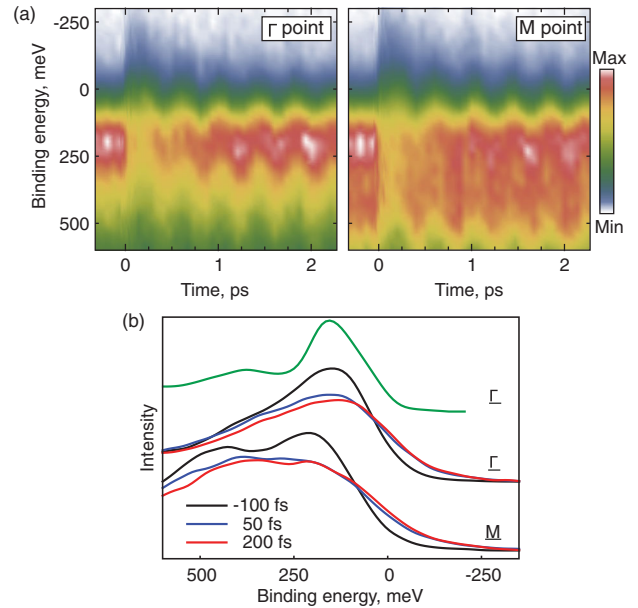 (a)
-250
0
250
500
Binding energy, meV
Γ point
M point
Max
Min
0
1
2
0
1
2
Time, ps
Time, ps
(b)
Intensity
Γ
Γ
M
-100 fs
50 fs
200 fs
500
250
0
-250
Binding energy, meV